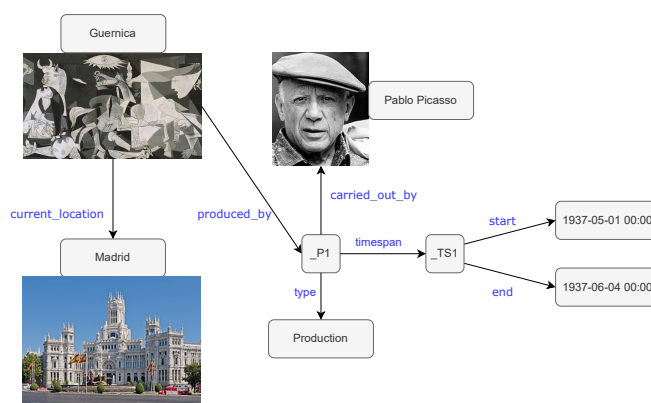 Guernica
Pablo Picasso
current_location
produced_by
carried_out_by
Madrid
_P1
timespan
_TS1
start
1937-05-01 00:00
end
1937-06-04 00:00
type
Production